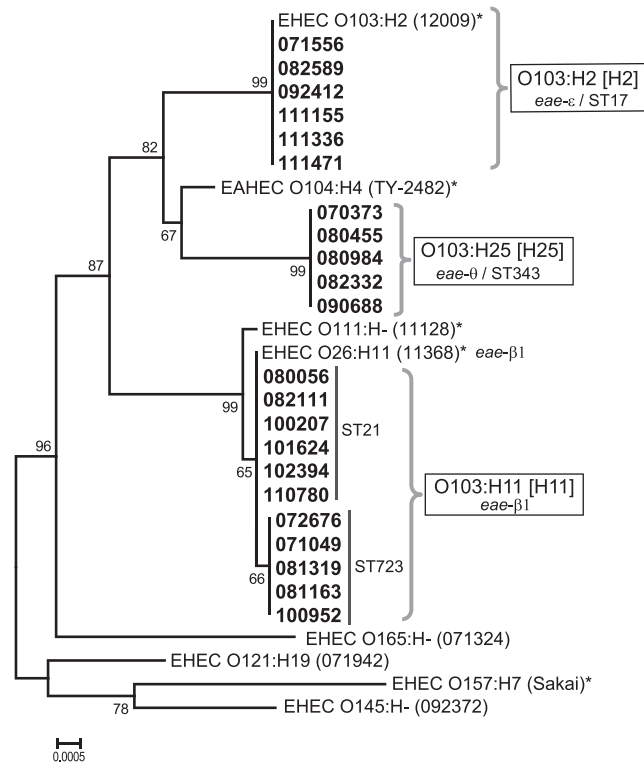 EHEC O103:H2 (12009)*
071556
082589
092412
111155
111336
111471
99
O103:H2 [H2]
eae-ε / ST17
82
EAHEC O104:H4 (TY-2482)*
67
070373
080455
080984
082332
090688
99
O103:H25 [H25]
eae-θ / ST343
87
EHEC O111:H- (11128)*
EHEC O26:H11 (11368)* eae-β1
080056
082111
100207
101624
102394
110780
ST21
99
65
O103:H11 [H11]
eae-β1
072676
071049
081319
081163
100952
ST723
66
96
EHEC O165:H- (071324)
EHEC O121:H19 (071942)
EHEC O157:H7 (Sakai)*
78
EHEC O145:H- (092372)
0.0005